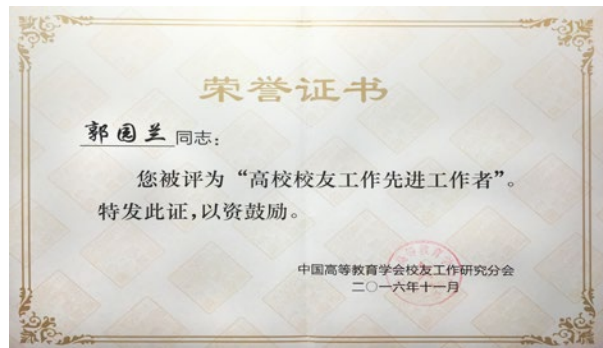 荣誉证书
郭园兰 同志：
您被评为“高校校友工作先进工作者”。
特发此证，以资鼓励。
中国高等教育学会校友工作研究分会
二〇一六年十一月